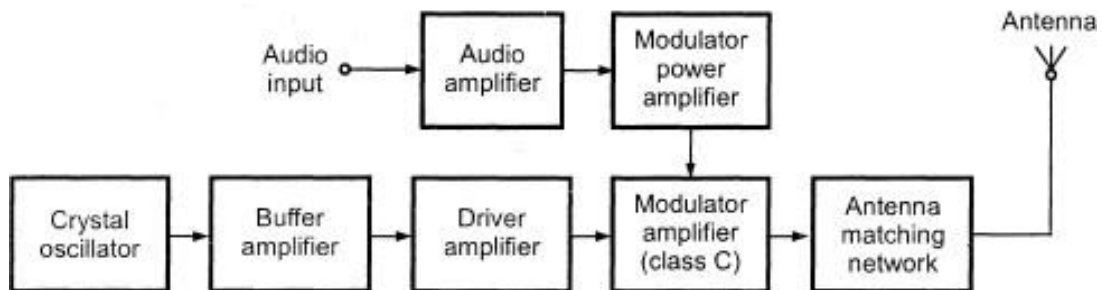 Audio
input
Audio
amplifier
Modulator
power
amplifier
Antenna
Crystal
oscillator
Buffer
amplifier
Driver
amplifier
Modulator
amplifier
(class C)
Antenna
matching
network